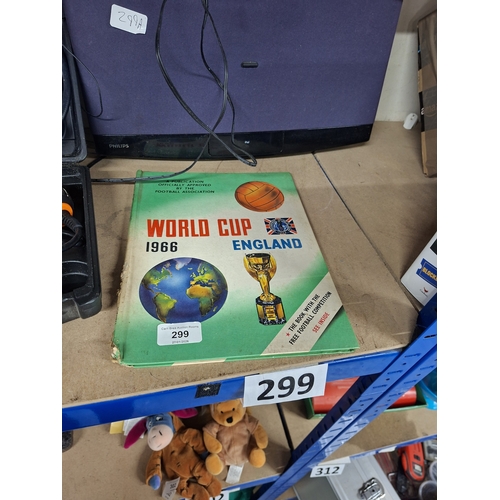 299A
PHILIPS
PUBLICATION
OFFICIALLY APPROVED
BY THE
FOOTBALL ASSOCIATION
WORLD CUP
1966
ENGLAND
299
* THE BOOK WITH THE
FREE FOOTBALL COMPETITION
SEE INSIDE
299
312